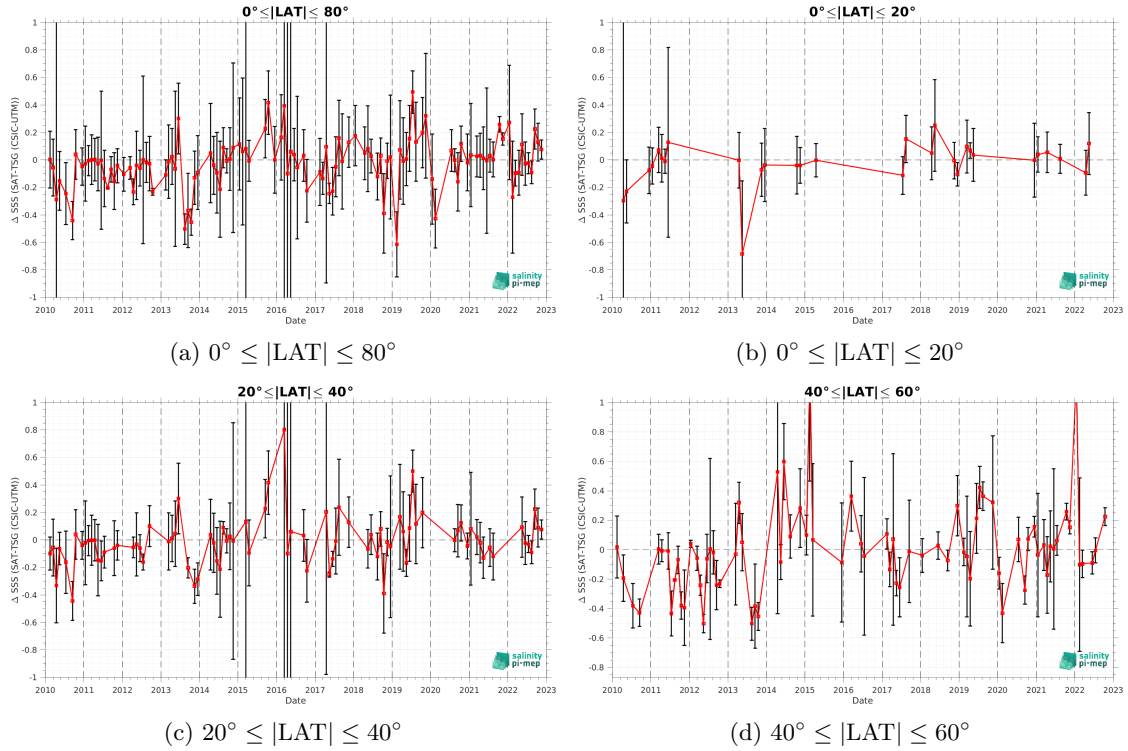 0°≤|LAT|≤ 80°
1
0.8
0.6
0.4
0.2
0
-0.2
-0.4
-0.6
-0.8
-1
Δ SSS (SAT-TSG (CSIC-UTM))
2010 2011 2012 2013 2014 2015 2016 2017 2018 2019 2020 2021 2022 2023
Date
salinity
pi-mep
(a) 0° ≤ |LAT| ≤ 80°
0°≤|LAT|≤ 20°
1
0.8
0.6
0.4
0.2
0
-0.2
-0.4
-0.6
-0.8
-1
Δ SSS (SAT-TSG (CSIC-UTM))
2010 2011 2012 2013 2014 2015 2016 2017 2018 2019 2020 2021 2022 2023
Date
salinity
pi-mep
(b) 0° ≤ |LAT| ≤ 20°
20°≤|LAT|≤ 40°
1
0.8
0.6
0.4
0.2
0
-0.2
-0.4
-0.6
-0.8
-1
Δ SSS (SAT-TSG (CSIC-UTM))
2010 2011 2012 2013 2014 2015 2016 2017 2018 2019 2020 2021 2022 2023
Date
salinity
pi-mep
(c) 20° ≤ |LAT| ≤ 40°
40°≤|LAT|≤ 60°
1
0.8
0.6
0.4
0.2
0
-0.2
-0.4
-0.6
-0.8
Δ SSS (SAT-TSG (CSIC-UTM))
2010 2011 2012 2013 2014 2015 2016 2017 2018 2019 2020 2021 2022 2023
Date
salinity
pi-mep
(d) 40° ≤ |LAT| ≤ 60°